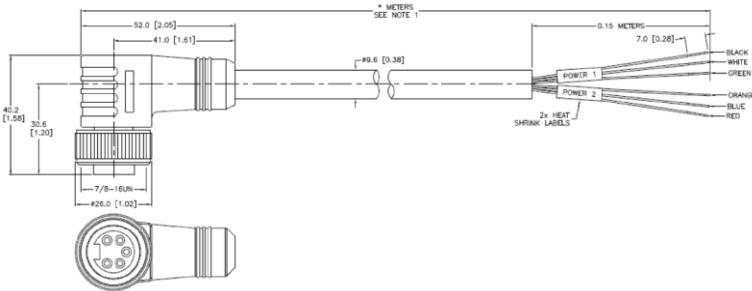 * METERS
SEE NOTE 1
52.0 [2.05]
0.15 METERS
41.0 [1.61]
7.0 [0.28]
ø9.6 [0.38]
BLACK
WHITE
GREEN
POWER 1
ORANG
POWER 2
BLUE
RED
2x HEAT
SHRINK LABELS
40.2
[1.58]
30.6
[1.20]
7/8-16UN
ø26.0 [1.02]